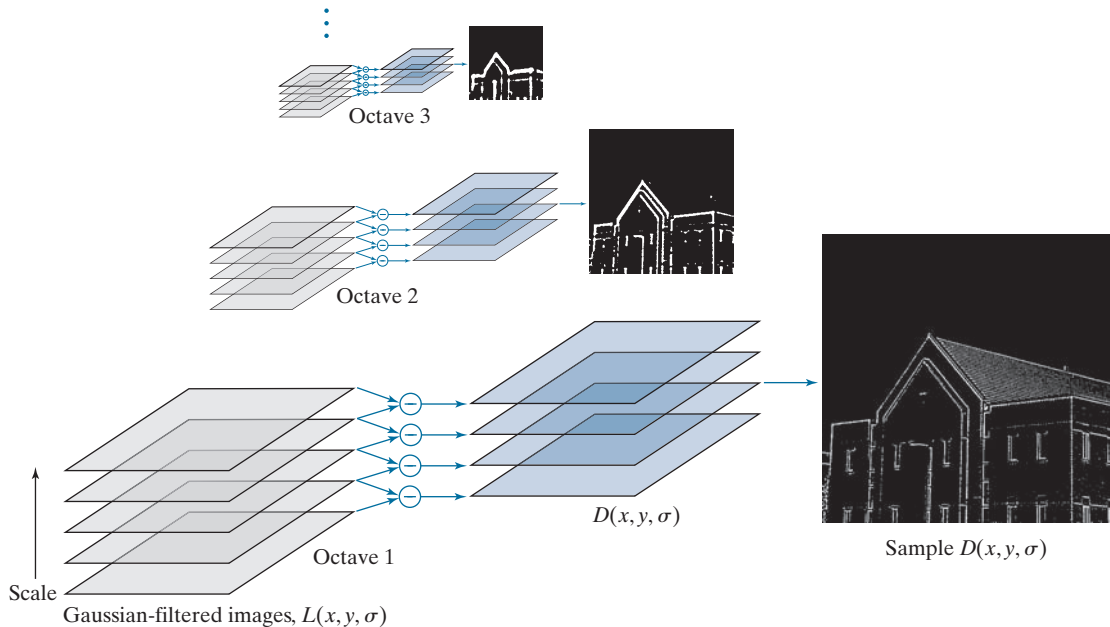 Octave 3
Octave 2
Octave 1
D(x, y, σ)
Sample D(x, y, σ)
Scale
Gaussian-filtered images, L(x, y, σ)